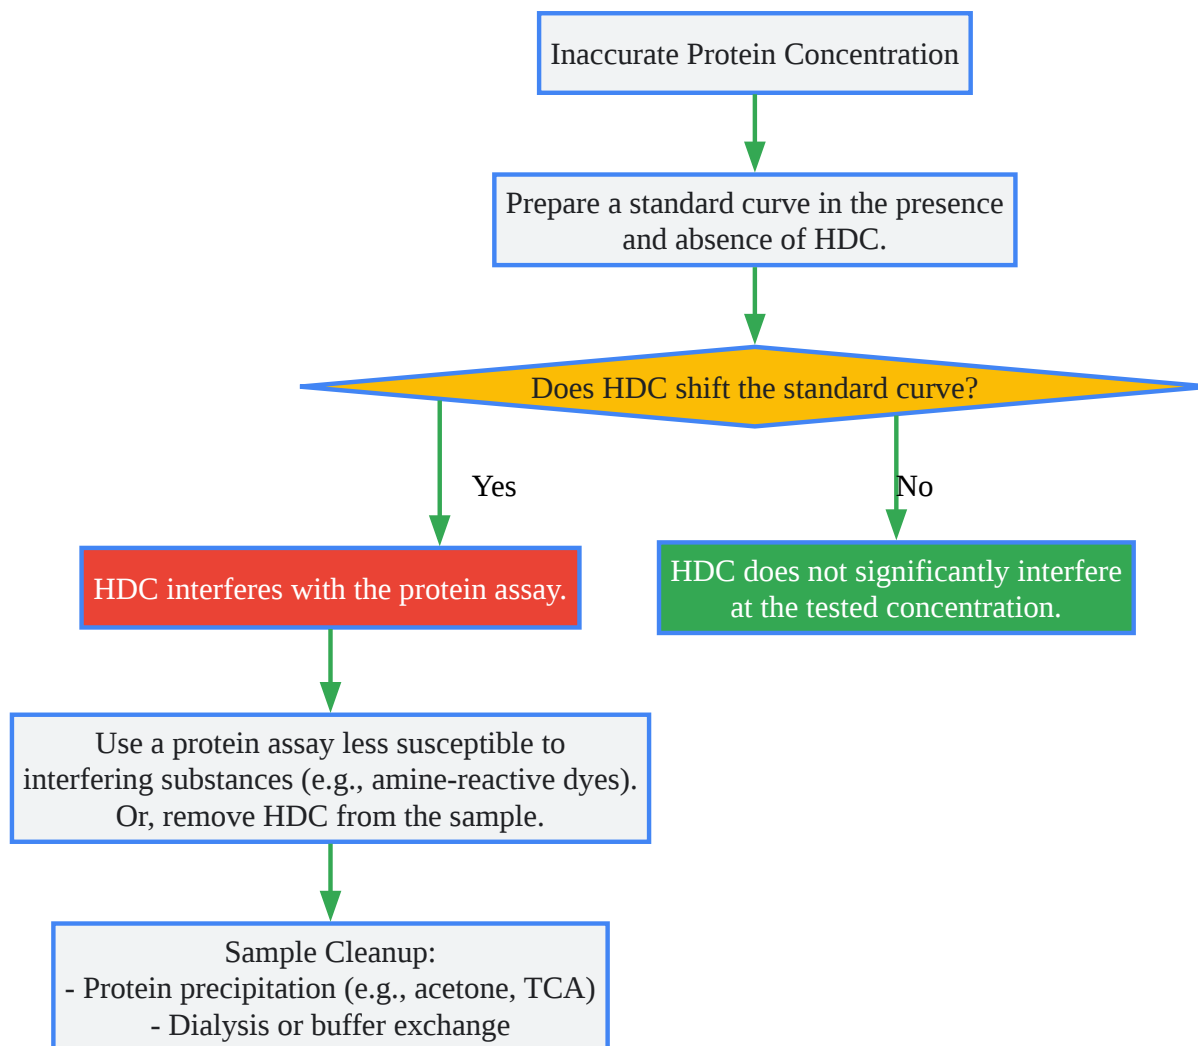 Inaccurate Protein Concentration
Prepare a standard curve in the presence
and absence of HDC.
Does HDC shift the standard curve?
Yes
No
HDC interferes with the protein assay.
HDC does not significantly interfere
at the tested concentration.
Use a protein assay less susceptible to
interfering substances (e.g., amine-reactive dyes).
Or, remove HDC from the sample.
Sample Cleanup:
- Protein precipitation (e.g., acetone, TCA)
- Dialysis or buffer exchange